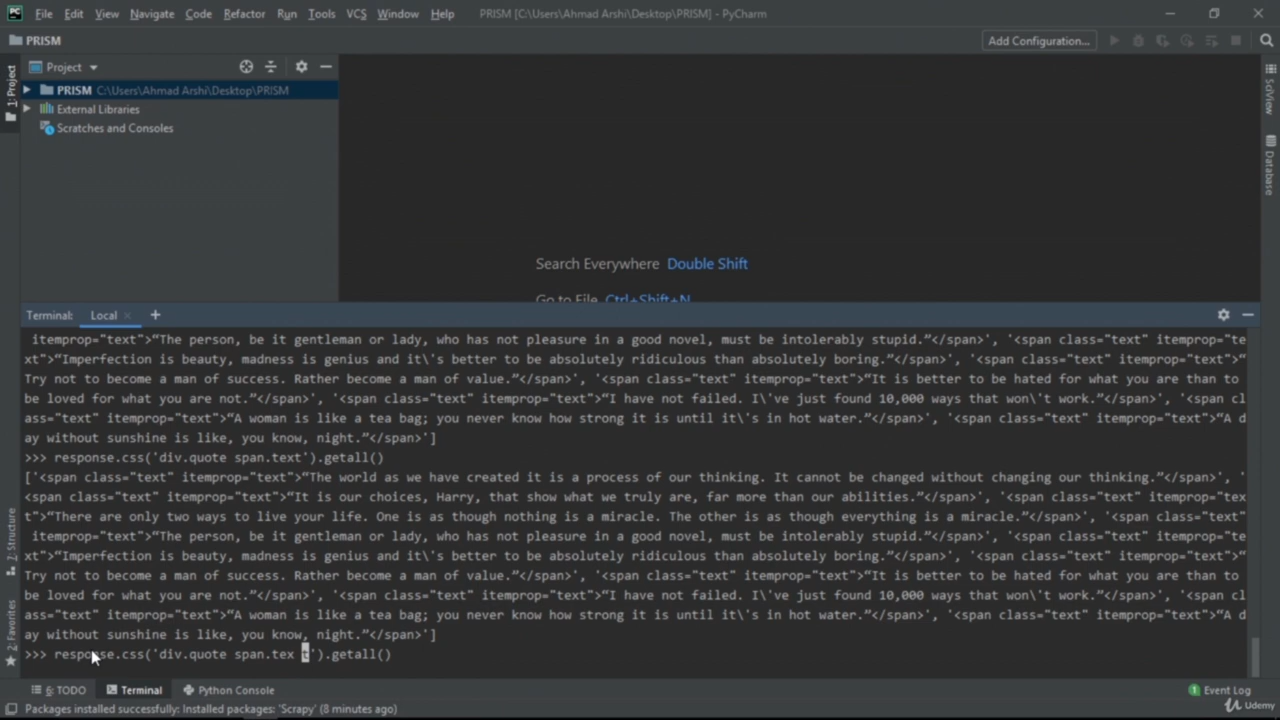 PC File Edit View Navigate Code Refactor Run Tools VCS Window Help PRISM [C:\Users\Ahmad Arshi\Desktop\PRISM] - PyCharm
PRISM Add Configuration...
1: Project
Project
PRISM C:\Users\Ahmad Arshi\Desktop\PRISM
External Libraries
Scratches and Consoles
SciView
Database
Search Everywhere Double Shift
Go to File Ctrl+Shift+N
Terminal: Local
itemprop="text">“The person, be it gentleman or lady, who has not pleasure in a good novel, must be intolerably stupid.”</span>', '<span class="text" itemprop="te
xt">“Imperfection is beauty, madness is genius and it\'s better to be absolutely ridiculous than absolutely boring.”</span>', '<span class="text" itemprop="text">“
Try not to become a man of success. Rather become a man of value.”</span>', '<span class="text" itemprop="text">“It is better to be hated for what you are than to
be loved for what you are not.”</span>', '<span class="text" itemprop="text">“I have not failed. I\'ve just found 10,000 ways that won\'t work.”</span>', '<span cl
ass="text" itemprop="text">“A woman is like a tea bag; you never know how strong it is until it\'s in hot water.”</span>', '<span class="text" itemprop="text">“A d
ay without sunshine is like, you know, night.”</span>']
>>> response.css('div.quote span.text').getall()
['<span class="text" itemprop="text">“The world as we have created it is a process of our thinking. It cannot be changed without changing our thinking.”</span>', '
<span class="text" itemprop="text">“It is our choices, Harry, that show what we truly are, far more than our abilities.”</span>', '<span class="text" itemprop="tex
t">“There are only two ways to live your life. One is as though nothing is a miracle. The other is as though everything is a miracle.”</span>', '<span class="text"
itemprop="text">“The person, be it gentleman or lady, who has not pleasure in a good novel, must be intolerably stupid.”</span>', '<span class="text" itemprop="te
xt">“Imperfection is beauty, madness is genius and it\'s better to be absolutely ridiculous than absolutely boring.”</span>', '<span class="text" itemprop="text">“
Try not to become a man of success. Rather become a man of value.”</span>', '<span class="text" itemprop="text">“It is better to be hated for what you are than to
be loved for what you are not.”</span>', '<span class="text" itemprop="text">“I have not failed. I\'ve just found 10,000 ways that won\'t work.”</span>', '<span cl
ass="text" itemprop="text">“A woman is like a tea bag; you never know how strong it is until it\'s in hot water.”</span>', '<span class="text" itemprop="text">“A d
ay without sunshine is like, you know, night.”</span>']
>>> response.css('div.quote span.tex t').getall()
Z: Structure
2: Favorites
6: TODO Terminal Python Console 1 Event Log
Packages installed successfully: Installed packages: 'Scrapy' (8 minutes ago)
Udemy